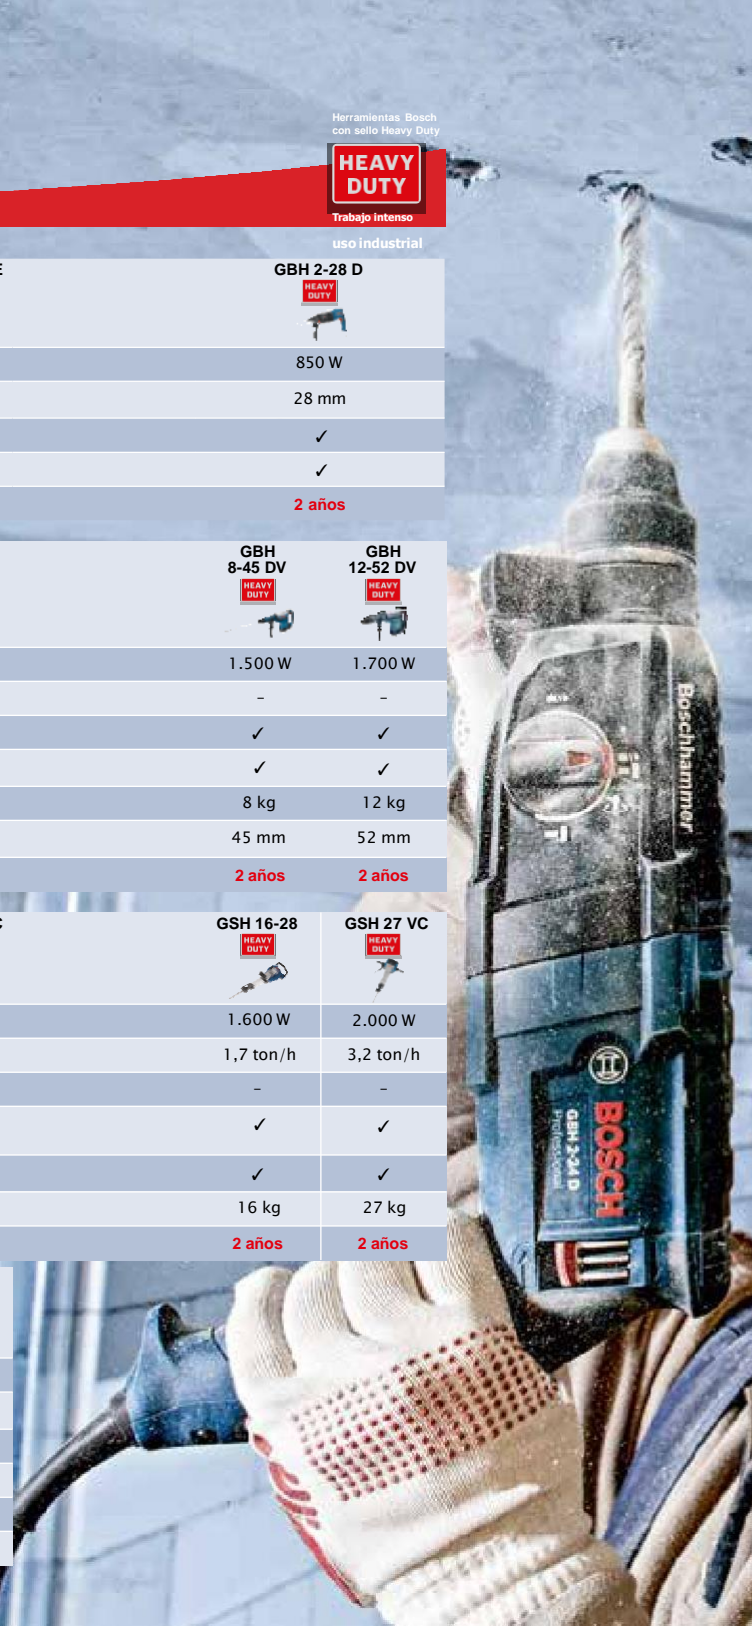 Herramientas Bosch
con sello Heavy Duty
HEAVY
DUTY
Trabajo intenso
uso industrial
E
GBH 2-28 D
HEAVY
DUTY
850 W
28 mm
✓
✓
2 años
GBH
8-45 DV
GBH
12-52 DV
HEAVY
DUTY
HEAVY
DUTY
1.500 W 1.700 W
– –
✓ ✓
✓ ✓
8 kg 12 kg
45 mm 52 mm
2 años 2 años
C
GSH 16-28 GSH 27 VC
HEAVY
DUTY
HEAVY
DUTY
1.600 W 2.000 W
1,7 ton/h 3,2 ton/h
– –
✓ ✓
✓ ✓
16 kg 27 kg
2 años 2 años
Boschhammer
BOSCH
GBH 2-24 D
Professional